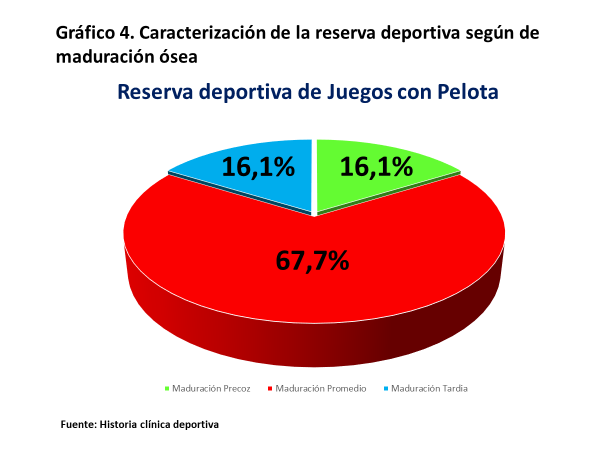 Gráfico 4. Caracterización de la reserva deportiva según de
maduración ósea
Reserva deportiva de Juegos con Pelota
16,1%
16,1%
67,7%
Maduración Precoz
Maduración Promedio
Maduración Tardia
Fuente: Historia clínica deportiva